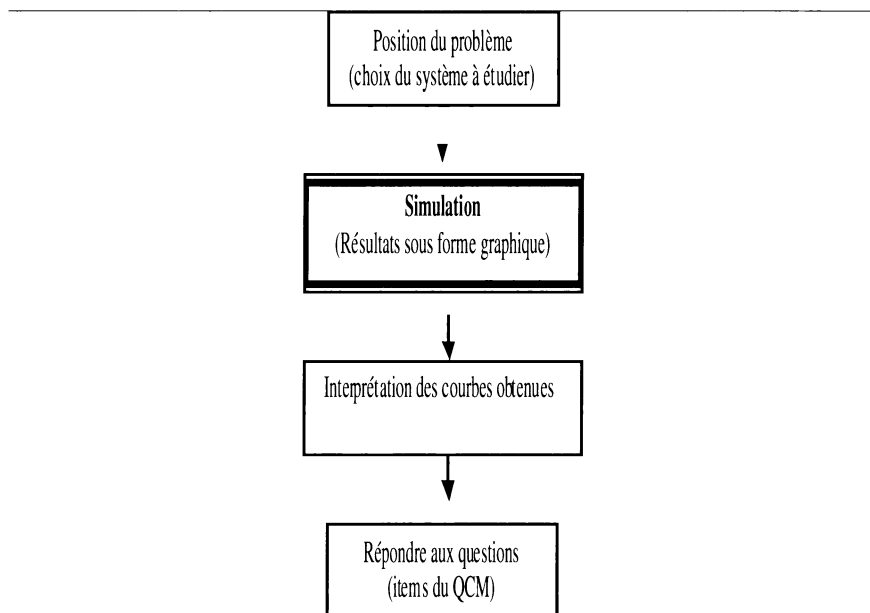 Position du problème
(choix du système à étudier)
Simulation
(Résultats sous forme graphique)
Interprétation des courbes obtenues
Répondre aux questions
(items du QCM)